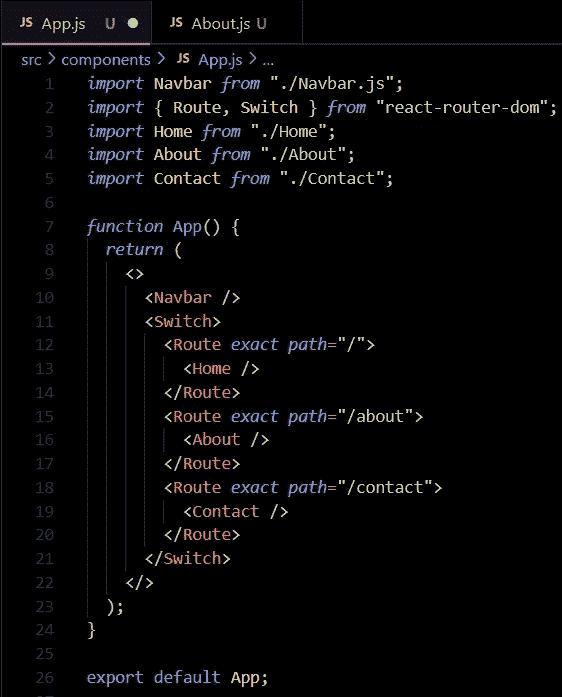 JS App.js U
JS About.js U
src > components > JS App.js > ...
1 import Navbar from "./Navbar.js";
2 import { Route, Switch } from "react-router-dom";
3 import Home from "./Home";
4 import About from "./About";
5 import Contact from "./Contact";
6
7 function App() {
8 return (
9 <>
10 <Navbar />
11 <Switch>
12 <Route exact path="/">
13 <Home />
14 </Route>
15 <Route exact path="/about">
16 <About />
17 </Route>
18 <Route exact path="/contact">
19 <Contact />
20 </Route>
21 </Switch>
22 </>
23 );
24 }
25
26 export default App;